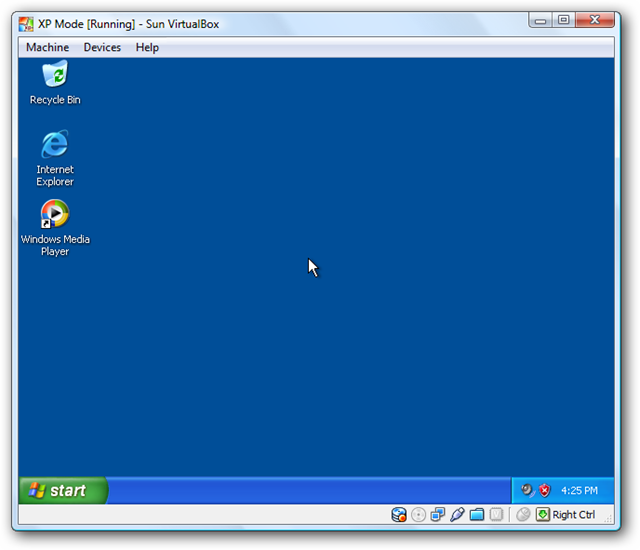 XP Mode [Running] - Sun VirtualBox
Machine Devices Help
Recycle Bin
Internet
Explorer
Windows Media
Player
start
4:25 PM
Right Ctrl